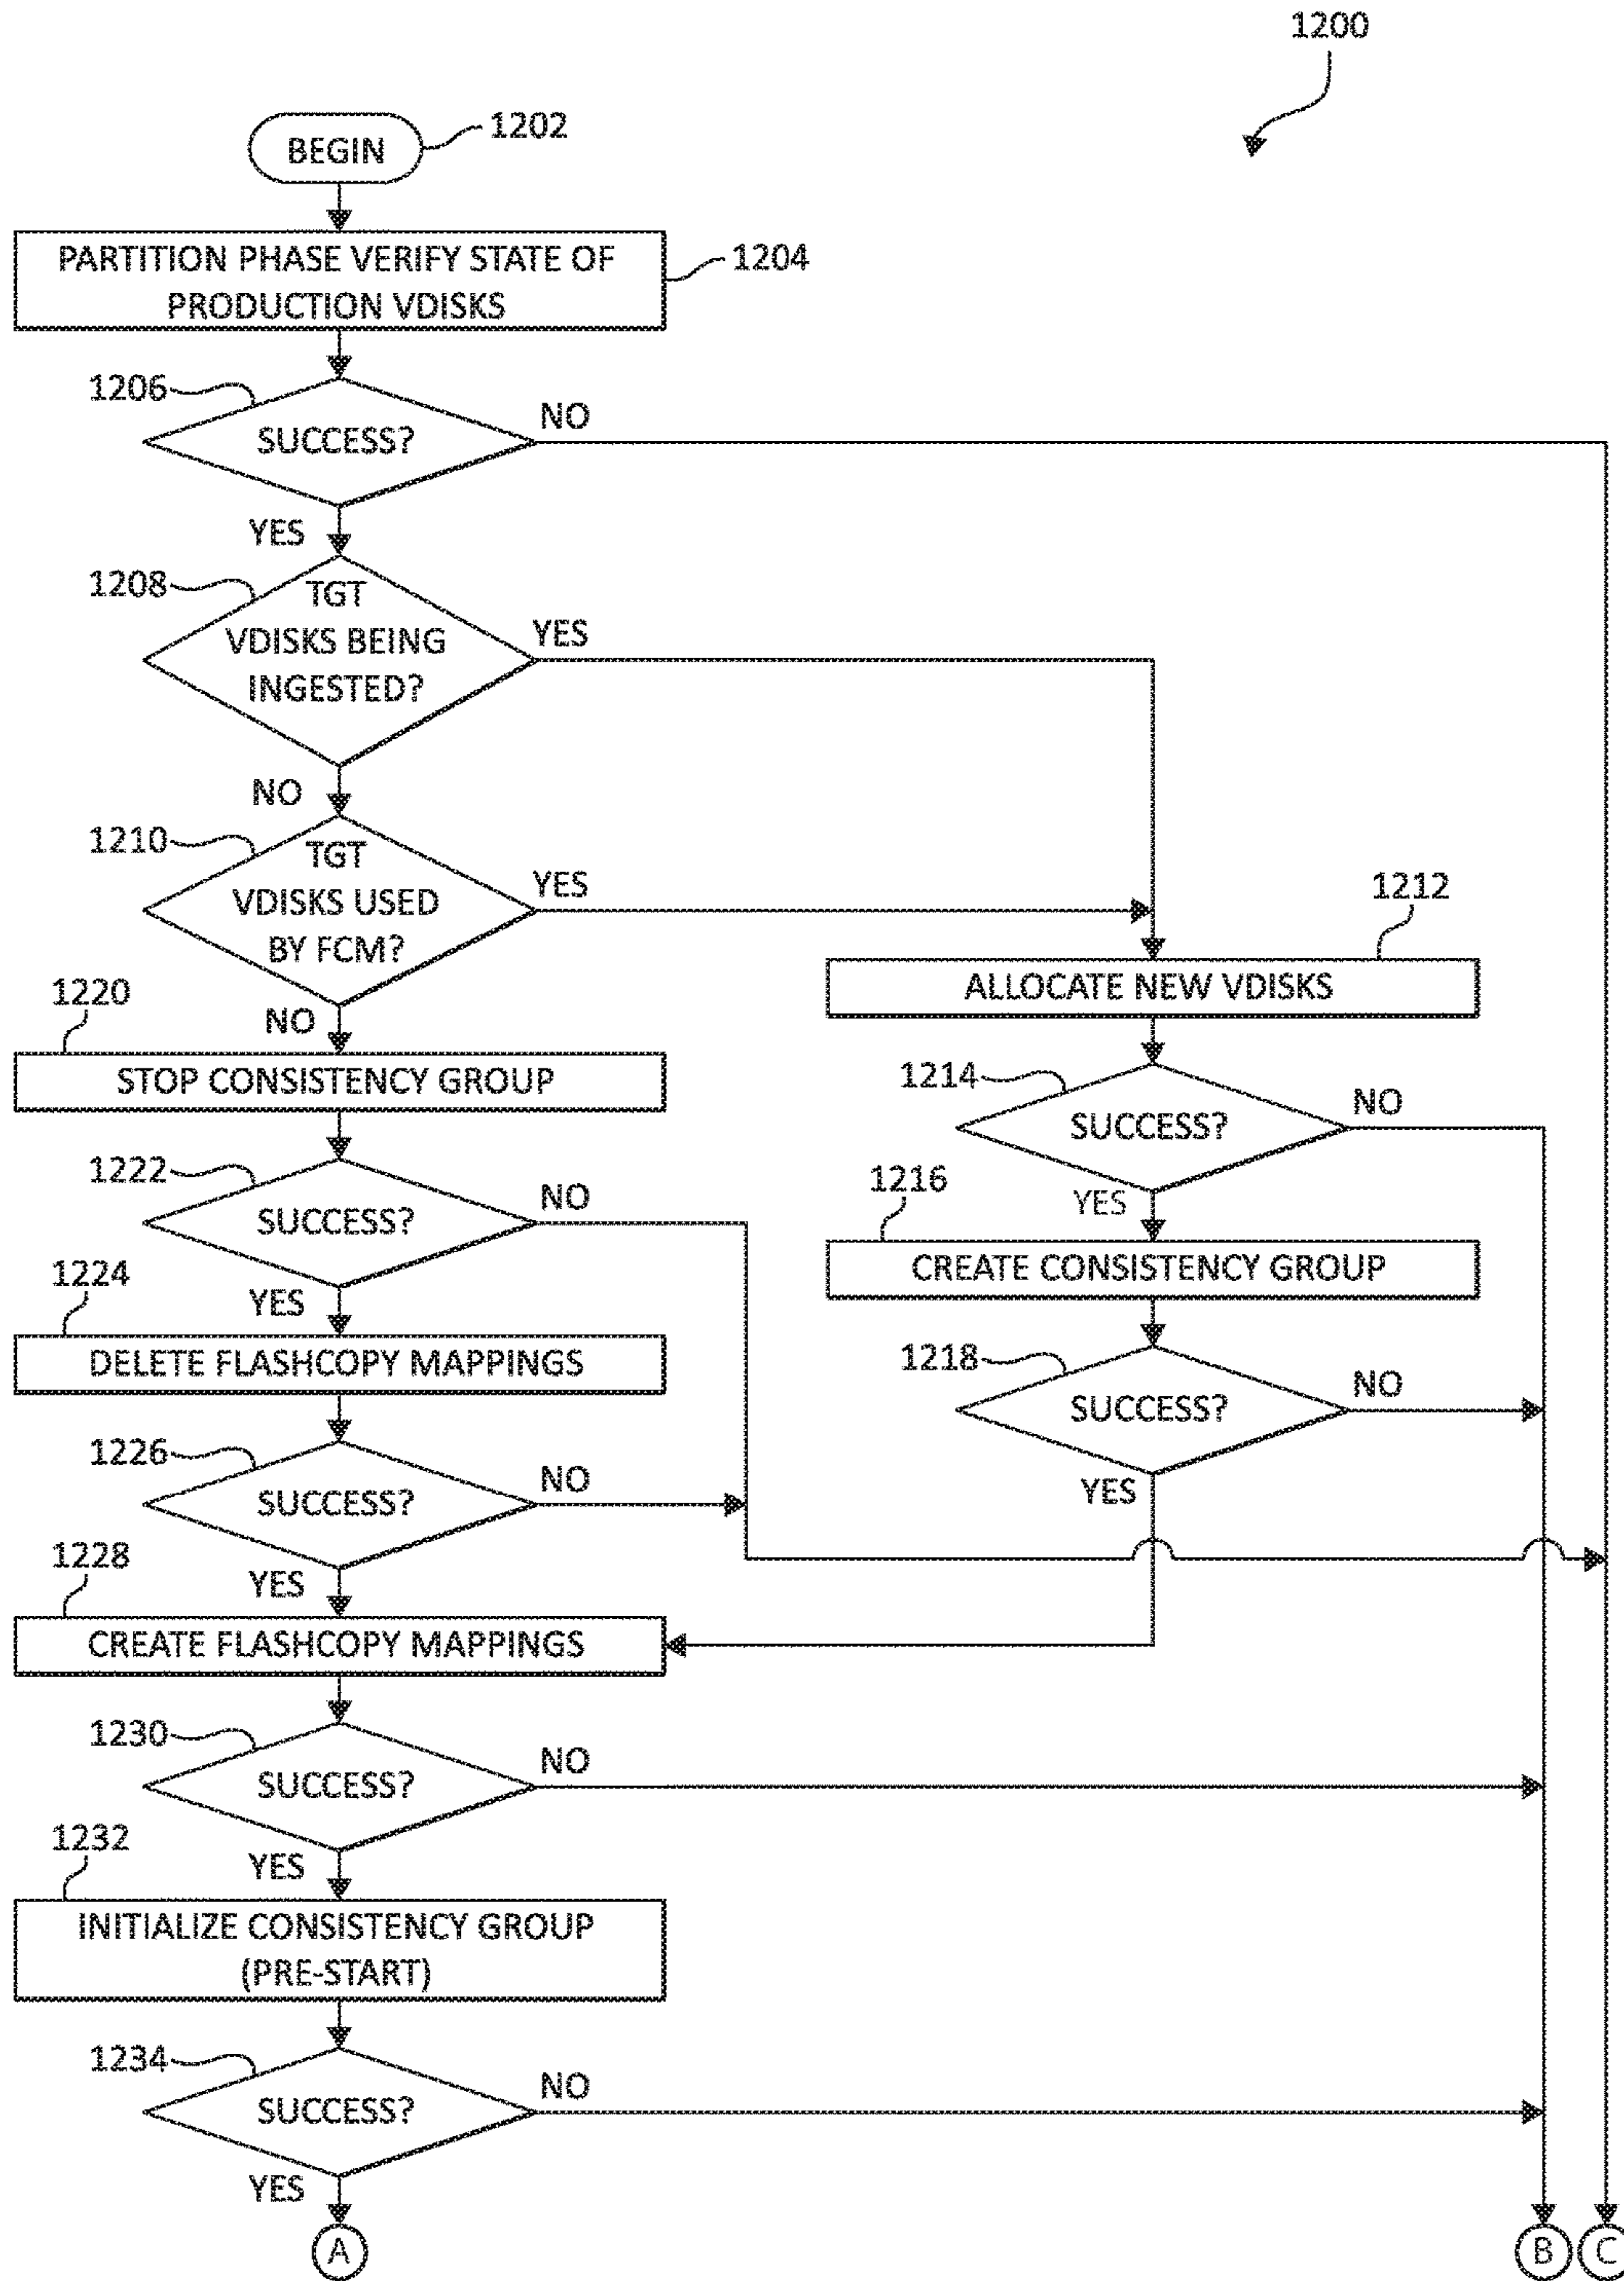 1200
BEGIN
1202
PARTITION PHASE VERIFY STATE OF
PRODUCTION VDISKS
1204
1206
SUCCESS?
NO
YES
1208
TGT
VDISKS BEING
INGESTED?
YES
NO
1210
TGT
VDISKS USED
BY FCM?
YES
NO
1212
ALLOCATE NEW VDISKS
1214
SUCCESS?
NO
YES
1216
CREATE CONSISTENCY GROUP
1218
SUCCESS?
NO
YES
1220
STOP CONSISTENCY GROUP
1222
SUCCESS?
NO
YES
1224
DELETE FLASHCOPY MAPPINGS
1226
SUCCESS?
NO
YES
1228
CREATE FLASHCOPY MAPPINGS
1230
SUCCESS?
NO
YES
1232
INITIALIZE CONSISTENCY GROUP
(PRE-START)
1234
SUCCESS?
NO
YES
A
B
C